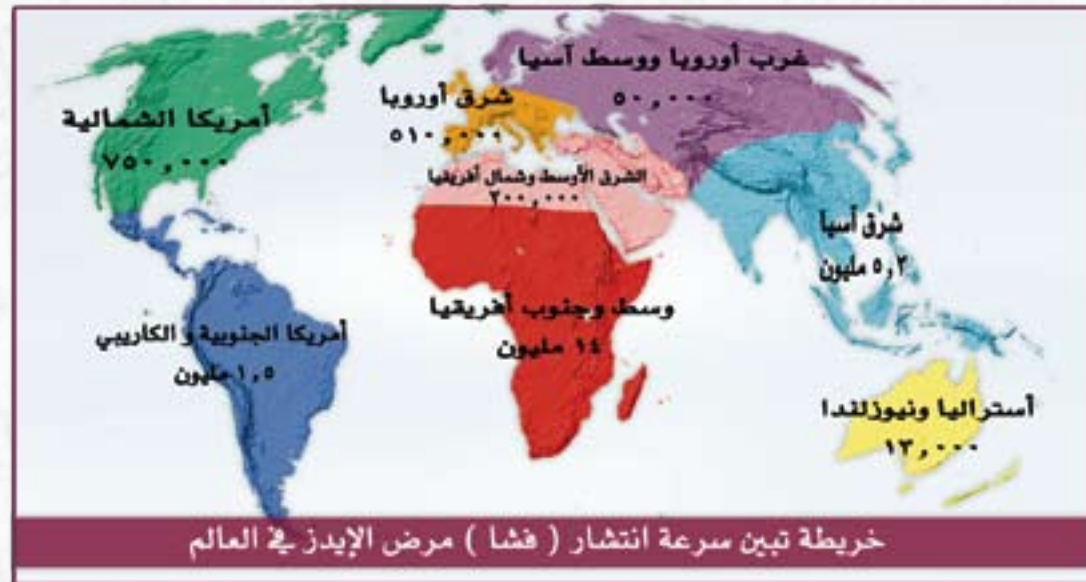 غرب أوروبا ووسط آسيا
٥٠,٠٠٠
شرق أوروبا
٥١٠,٠٠٠
أمريكا الشمالية
٧٥٠,٠٠٠
الشرق الأوسط وشمال أفريقيا
٢٠٠,٠٠٠
شرق أسيا
٥,٢ مليون
وسط وجنوب أفريقيا
١٤ مليون
أمريكا الجنوبية و الكاريبي
١,٥ مليون
أستراليا ونيوزلندا
١٣,٠٠٠
خريطة تبين سرعة انتشار ( فشا ) مرض الإيدز في العالم